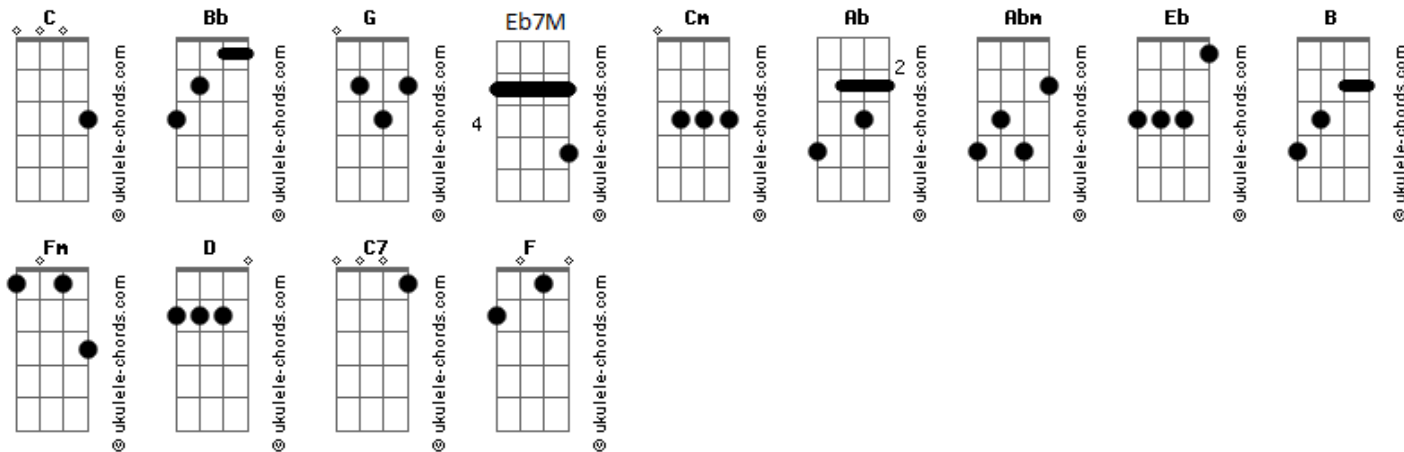 C Bb G Eb7M Cm Ab Abm Eb B
4 2
© ukulele-chords.com © ukulele-chords.com © ukulele-chords.com © ukulele-chords.com © ukulele-chords.com © ukulele-chords.com © ukulele-chords.com © ukulele-chords.com © ukulele-chords.com
Fm D C7 F
© ukulele-chords.com © ukulele-chords.com © ukulele-chords.com © ukulele-chords.com